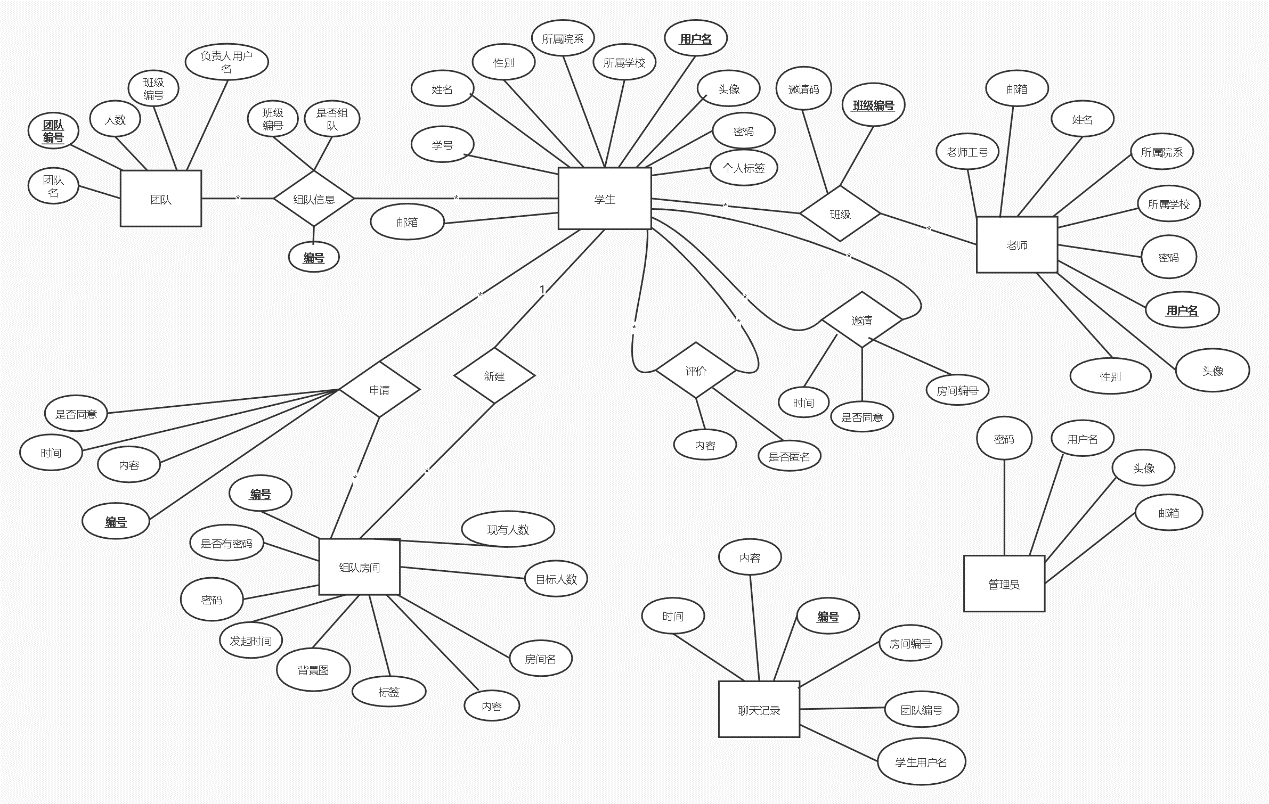 所属院系
用户名
负责人用户
名
性别
所属学校
班级
编号
姓名
头像
邀请码
班级编号
邮箱
团队
编号
人数
班级
编号
是否组
队
密码
姓名
学号
个人标签
老师工号
所属院系
团队
名
团队
*
组队信息
*
学生
*
班级
所属学校
邮箱
*
老师
编号
*
密码
*
1
*
用户名
*
*
邀请
申请
新建
评价
性别
头像
时间
房间编号
是否同意
是否同意
时间
内容
内容
是否匿名
密码
用户名
头像
*
*
编号
编号
邮箱
是否有密码
现有人数
组队房间
目标人数
内容
管理员
密码
时间
编号
发起时间
房间名
房间编号
背景图
标签
内容
聊天记录
团队编号
学生用户名